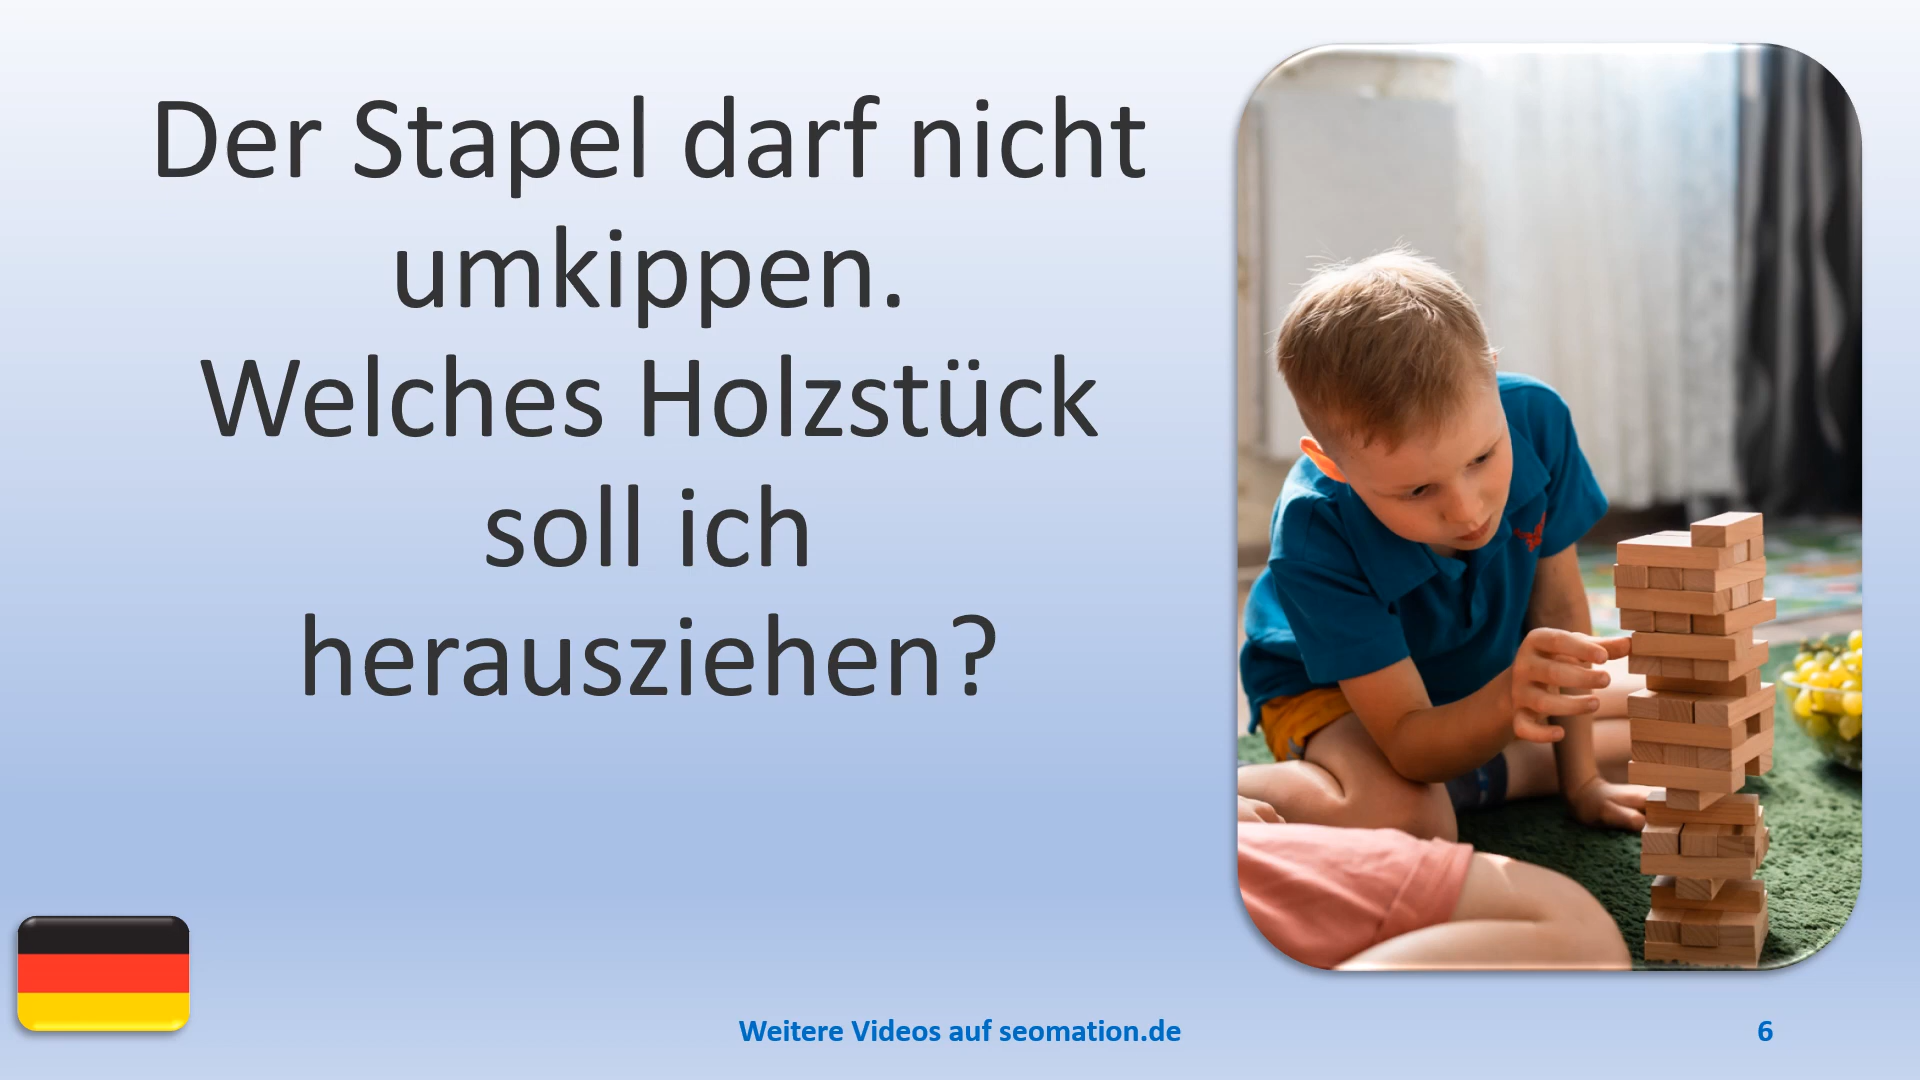 Der Stapel darf nicht
umkippen.
Welches Holzstück
soll ich
herausziehen?
Weitere Videos auf seomation.de
6